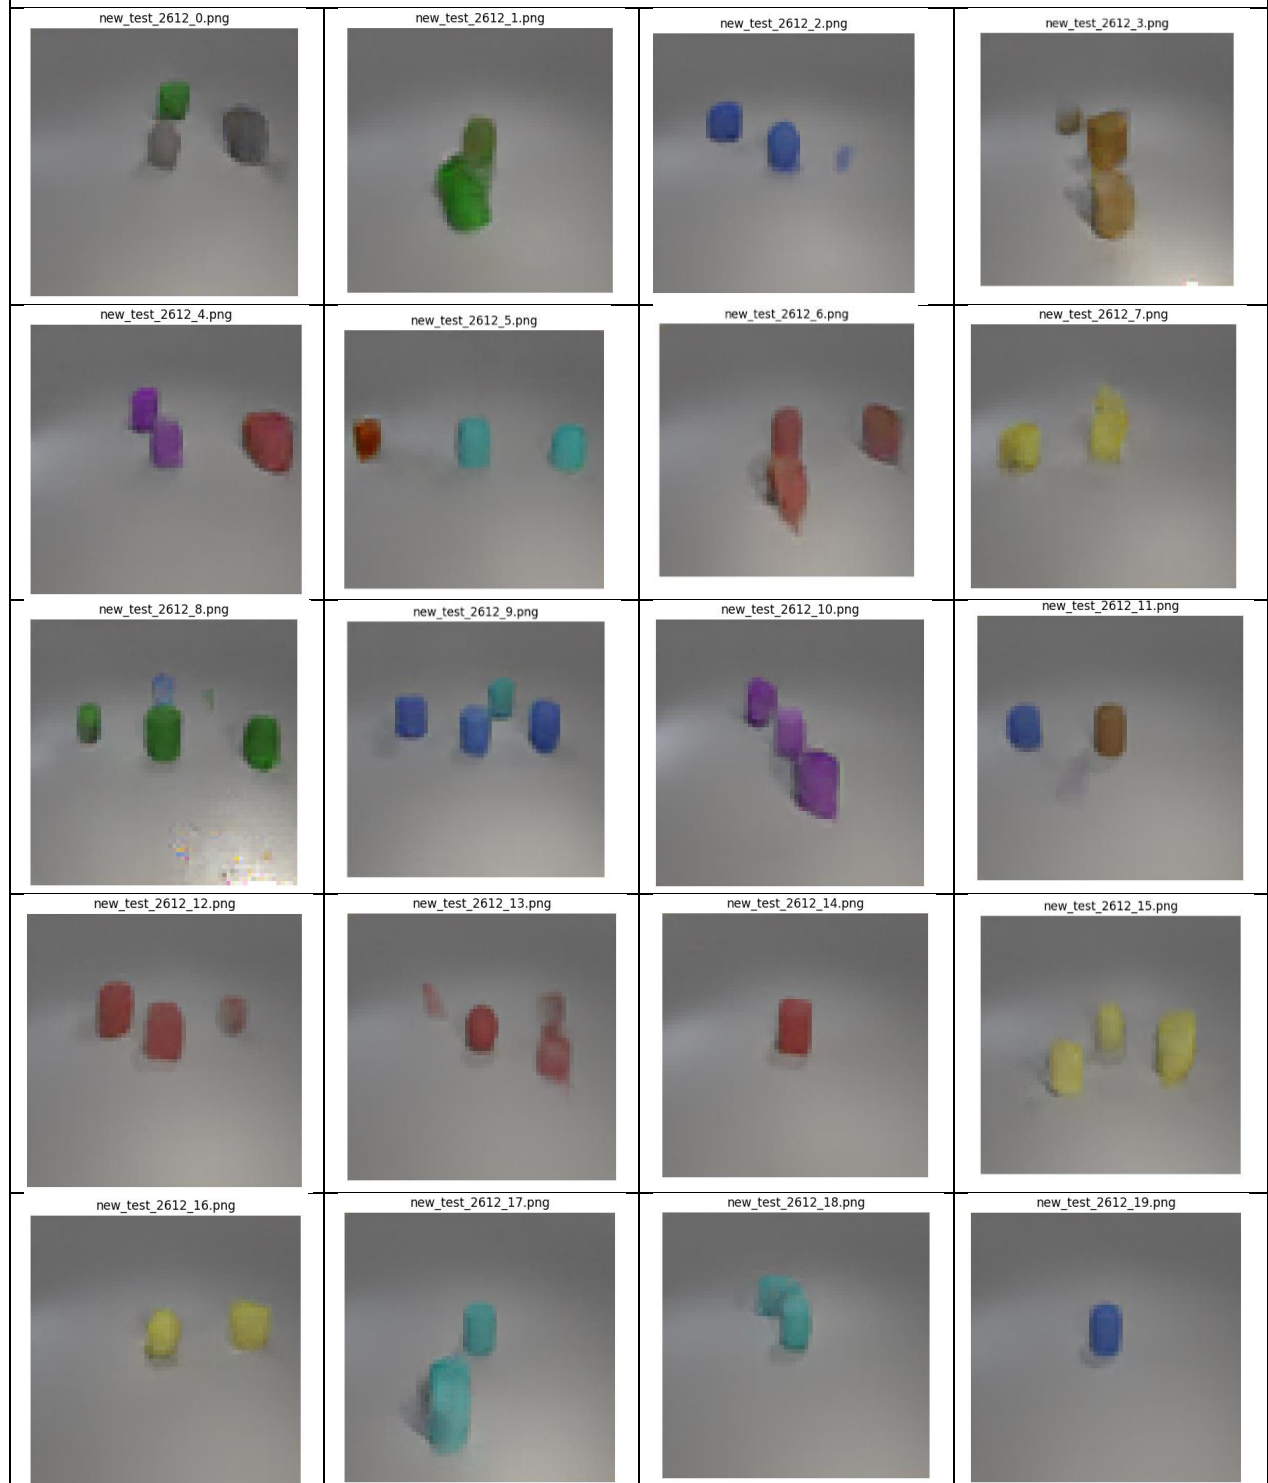 new_test_2612_0.png
new_test_2612_1.png
new_test_2612_2.png
new_test_2612_3.png
new_test_2612_4.png
new_test_2612_5.png
new_test_2612_6.png
new_test_2612_7.png
new_test_2612_8.png
new_test_2612_9.png
new_test_2612_10.png
new_test_2612_11.png
new_test_2612_12.png
new_test_2612_13.png
new_test_2612_14.png
new_test_2612_15.png
new_test_2612_16.png
new_test_2612_17.png
new_test_2612_18.png
new_test_2612_19.png